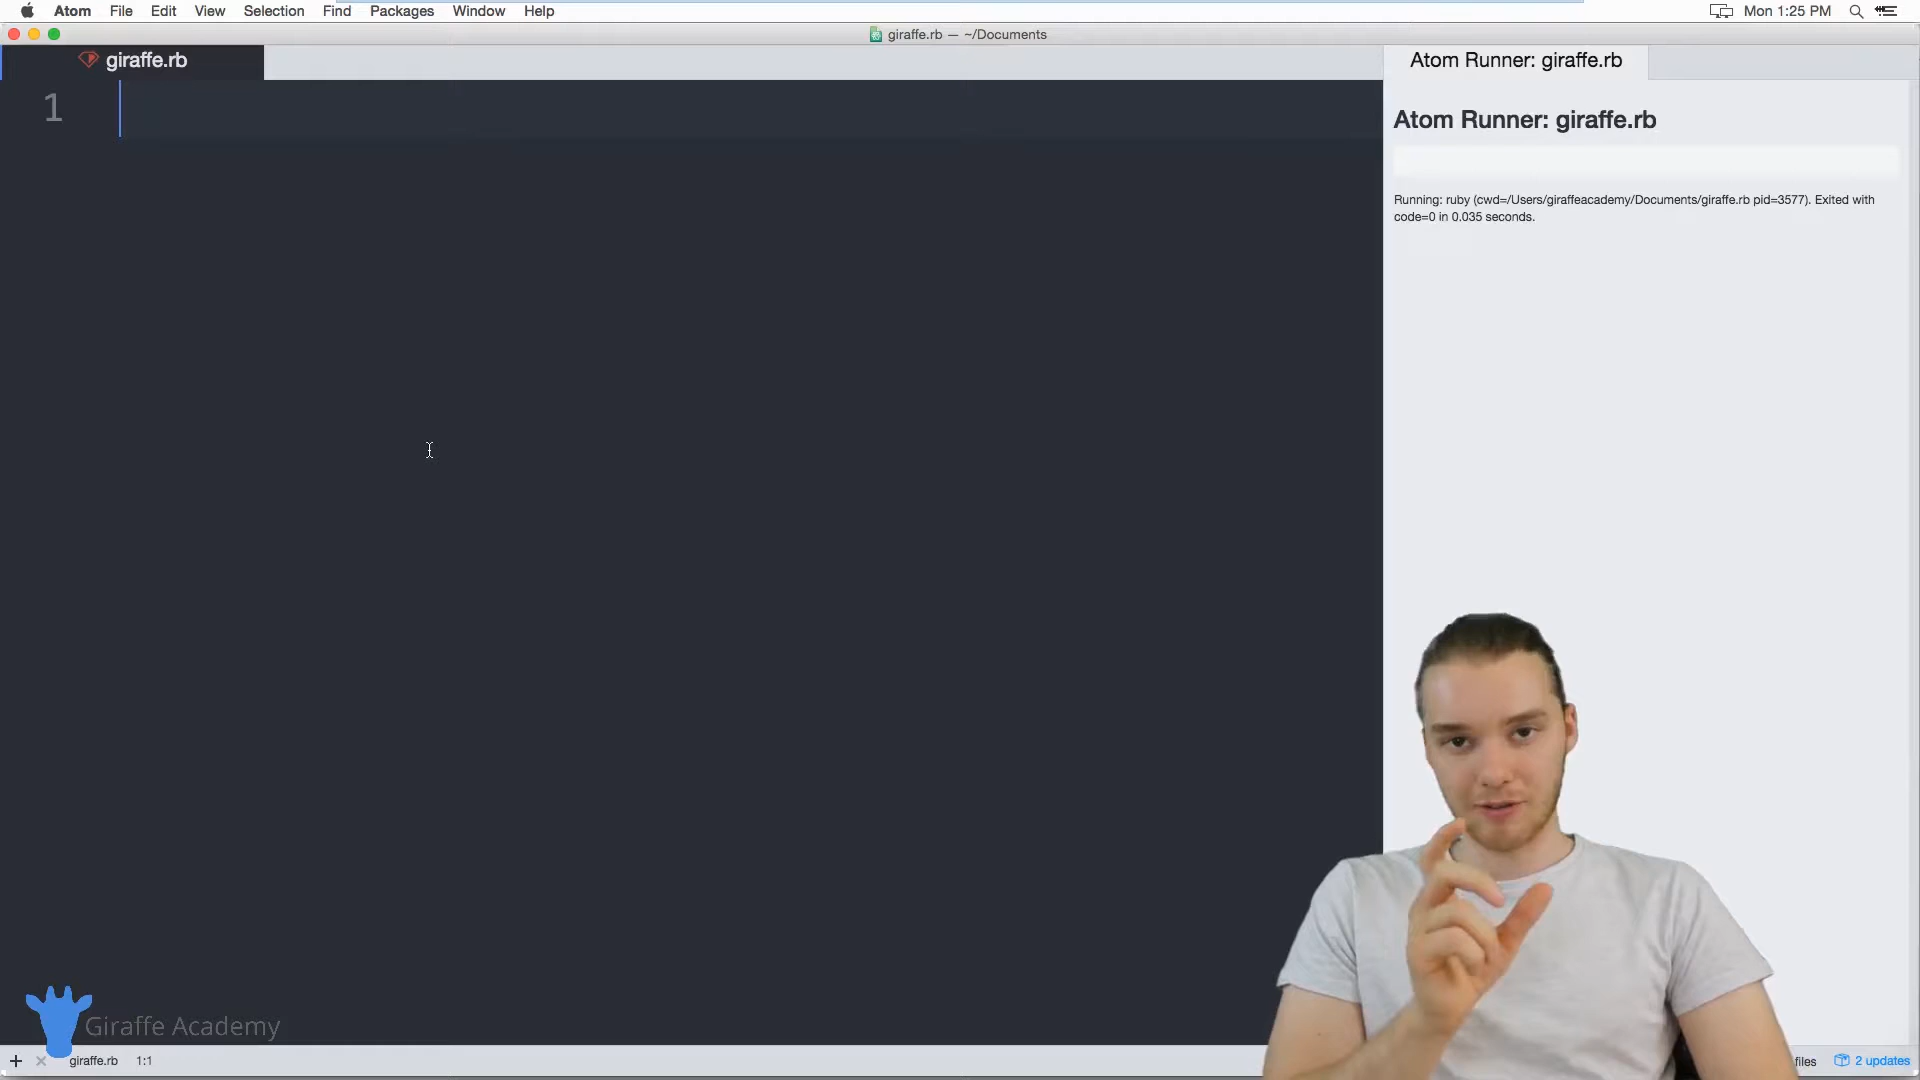 Atom File Edit View Selection Find Packages Window Help
Mon 1:25 PM
giraffe.rb — ~/Documents
giraffe.rb
Atom Runner: giraffe.rb
1
Atom Runner: giraffe.rb
Running: ruby (cwd=/Users/giraffeacademy/Documents/giraffe.rb pid=3577). Exited with
code=0 in 0.035 seconds.
Giraffe Academy
giraffe.rb 1:1
files 2 updates